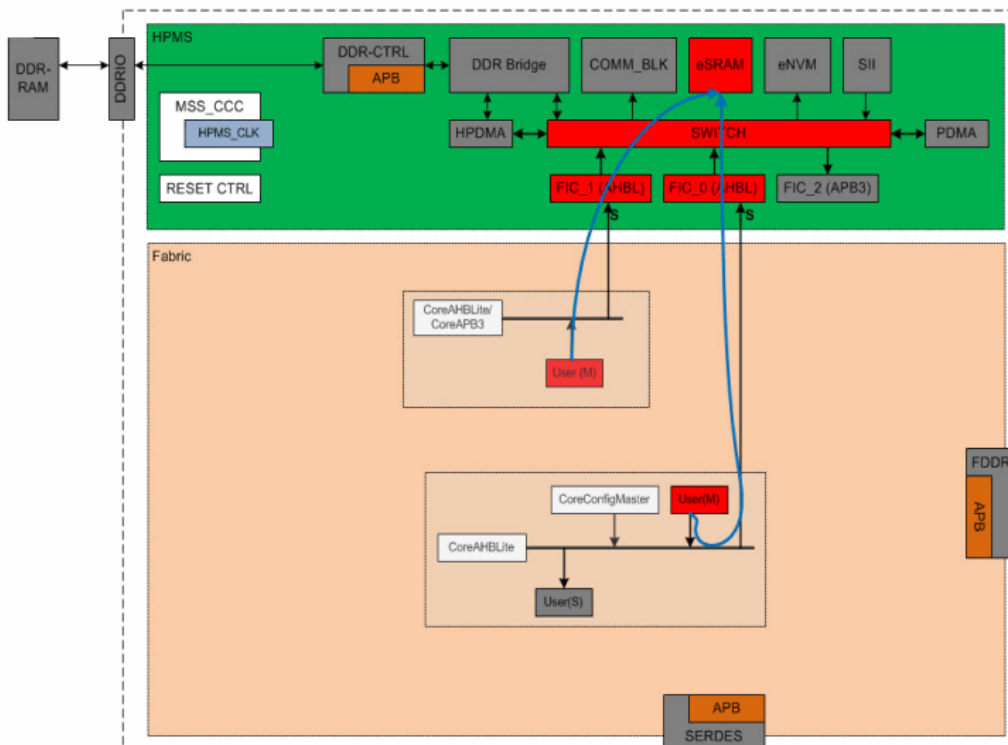 HPMS
DDR-
RAM
DDRIO
DDR-CTRL
APB
DDR Bridge
COMM_BLK
eSRAM
eNVM
SII
MSS_CCC
HPMS_CLK
HPDMA
SWITCH
PDMA
RESET CTRL
FIC_1 (AHBL)
FIC_0 (AHBL)
FIC_2 (APB3)
S
S
Fabric
CoreAHBLite/
CoreAPB3
User (M)
FDDR
APB
CoreConfigMaster
User(M)
CoreAHBLite
User(S)
APB
SERDES